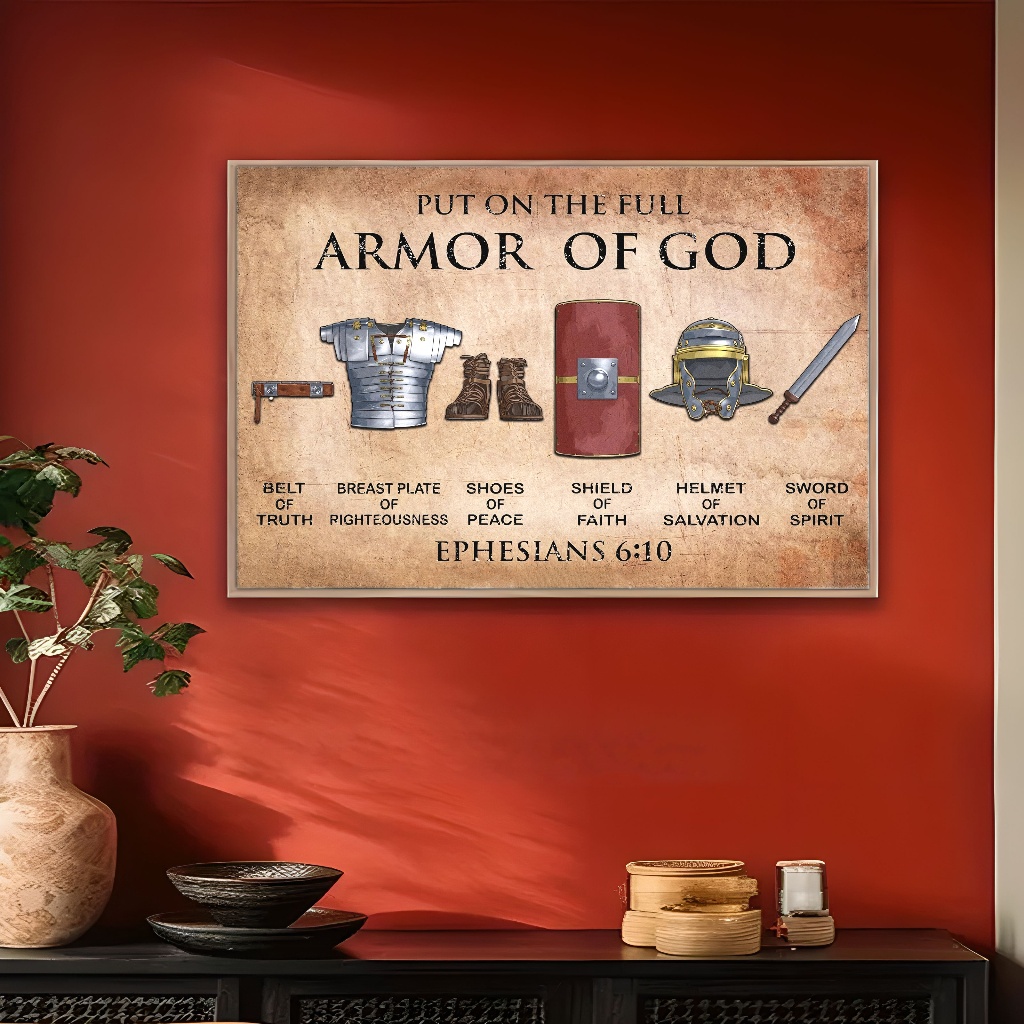 PUT ON THE FULL
ARMOR OF GOD
BELT
OF
TRUTH
BREAST PLATE
OF
RIGHTEOUSNESS
SHOES
OF
PEACE
SHIELD
OF
FAITH
HELMET
OF
SALVATION
SWORD
OF
SPIRIT
EPHESIANS 6:10